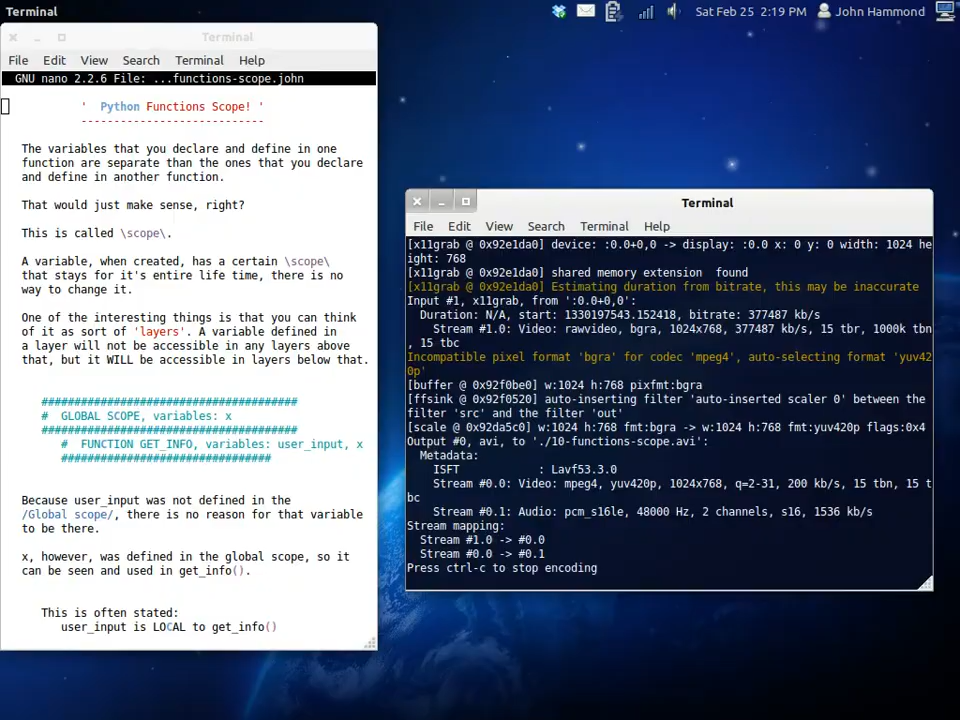 Terminal
Sat Feb 25 2:19 PM
John Hammond
Terminal
File Edit View Search Terminal Help
GNU nano 2.2.6 File: ...functions-scope.john
' Python Functions Scope! '
----------------------------
The variables that you declare and define in one
function are separate than the ones that you declare
and define in another function.
That would just make sense, right?
This is called \scope\.
A variable, when created, has a certain \scope\
that stays for it's entire life time, there is no
way to change it.
One of the interesting things is that you can think
of it as sort of 'layers'. A variable defined in
a layer will not be accessible in any layers above
that, but it WILL be accessible in layers below that.
#######################################
# GLOBAL SCOPE, variables: x
#######################################
# FUNCTION GET_INFO, variables: user_input, x
################################
Because user_input was not defined in the
/Global scope/, there is no reason for that variable
to be there.
x, however, was defined in the global scope, so it
can be seen and used in get_info().
This is often stated:
user_input is LOCAL to get_info()
Terminal
File Edit View Search Terminal Help
[x11grab @ 0x92e1da0] device: :0.0+0,0 -> display: :0.0 x: 0 y: 0 width: 1024 he
ight: 768
[x11grab @ 0x92e1da0] shared memory extension  found
[x11grab @ 0x92e1da0] Estimating duration from bitrate, this may be inaccurate
Input #1, x11grab, from ':0.0+0,0':
Duration: N/A, start: 1330197543.152418, bitrate: 377487 kb/s
Stream #1.0: Video: rawvideo, bgra, 1024x768, 377487 kb/s, 15 tbr, 1000k tbn
, 15 tbc
Incompatible pixel format 'bgra' for codec 'mpeg4', auto-selecting format 'yuv42
0p'
[buffer @ 0x92f0be0] w:1024 h:768 pixfmt:bgra
[ffsink @ 0x92f0520] auto-inserting filter 'auto-inserted scaler 0' between the
filter 'src' and the filter 'out'
[scale @ 0x92da5c0] w:1024 h:768 fmt:bgra -> w:1024 h:768 fmt:yuv420p flags:0x4
Output #0, avi, to './10-functions-scope.avi':
Metadata:
ISFT : Lavf53.3.0
Stream #0.0: Video: mpeg4, yuv420p, 1024x768, q=2-31, 200 kb/s, 15 tbn, 15 t
bc
Stream #0.1: Audio: pcm_s16le, 48000 Hz, 2 channels, s16, 1536 kb/s
Stream mapping:
Stream #1.0 -> #0.0
Stream #0.0 -> #0.1
Press ctrl-c to stop encoding